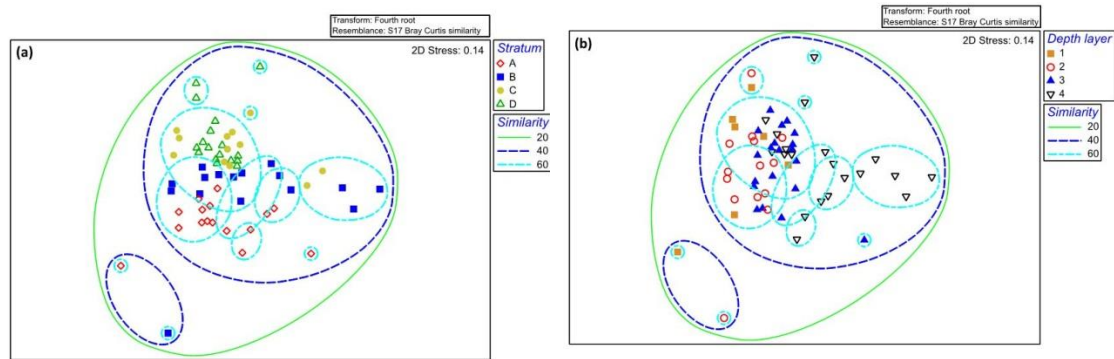 Transform: Fourth root
Resemblance: S17 Bray Curtis similarity
(a)
2D Stress: 0.14
Stratum
A
B
C
D
Similarity
20
40
60
Transform: Fourth root
Resemblance: S17 Bray Curtis similarity
(b)
2D Stress: 0.14
Depth layer
1
2
3
4
Similarity
20
40
60